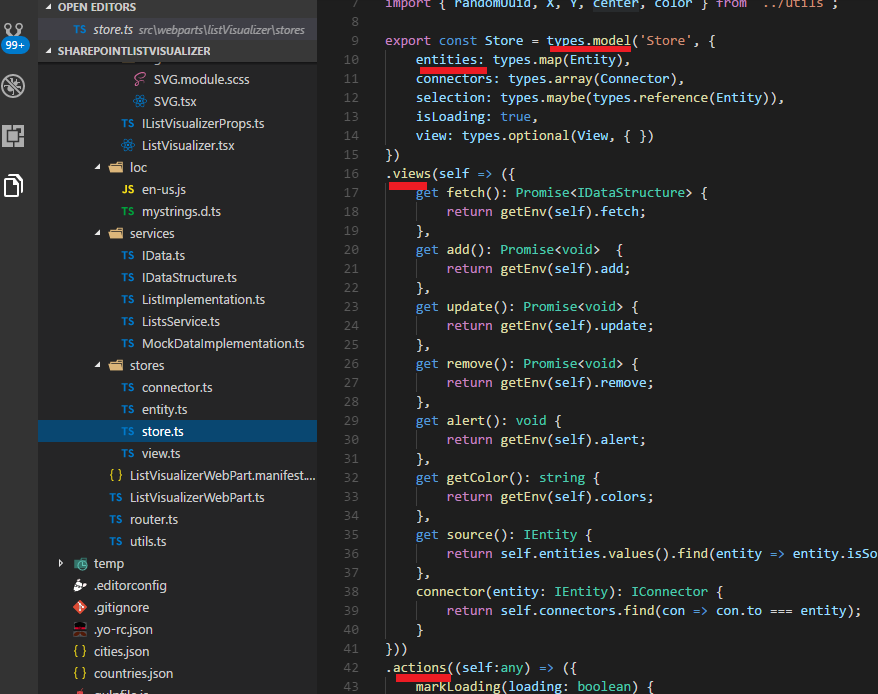 OPEN EDITORS
TS store.ts src\webparts\listVisualizer\stores
SHAREPOINTLISTVISUALIZER
99+
SVG.module.scss
SVG.tsx
TS IListVisualizerProps.ts
ListVisualizer.tsx
loc
JS en-us.js
TS mystrings.d.ts
services
TS IData.ts
TS IDataStructure.ts
TS ListImplementation.ts
TS ListsService.ts
TS MockDataImplementation.ts
stores
TS connector.ts
TS entity.ts
TS store.ts
TS view.ts
{ } ListVisualizerWebPart.manifest....
TS ListVisualizerWebPart.ts
TS router.ts
TS utils.ts
temp
.editorconfig
.gitignore
.yo-rc.json
{ } cities.json
{ } countries.json
gulpfile.js
7 import { randomUuid, X, Y, center, color } from '../utils';
8
9 export const Store = types.model('Store', {
10 entities: types.map(Entity),
11 connectors: types.array(Connector),
12 selection: types.maybe(types.reference(Entity)),
13 isLoading: true,
14 view: types.optional(View, { })
15 })
16 .views(self => ({
17 get fetch(): Promise<IDataStructure> {
18 return getEnv(self).fetch;
19 },
20 get add(): Promise<void> {
21 return getEnv(self).add;
22 },
23 get update(): Promise<void> {
24 return getEnv(self).update;
25 },
26 get remove(): Promise<void> {
27 return getEnv(self).remove;
28 },
29 get alert(): void {
30 return getEnv(self).alert;
31 },
32 get getColor(): string {
33 return getEnv(self).colors;
34 },
35 get source(): IEntity {
36 return self.entities.values().find(entity => entity.isSo
37 },
38 connector(entity: IEntity): IConnector {
39 return self.connectors.find(con => con.to === entity);
40 }
41 }))
42 .actions((self:any) => ({
43 markLoading(loading: boolean) {